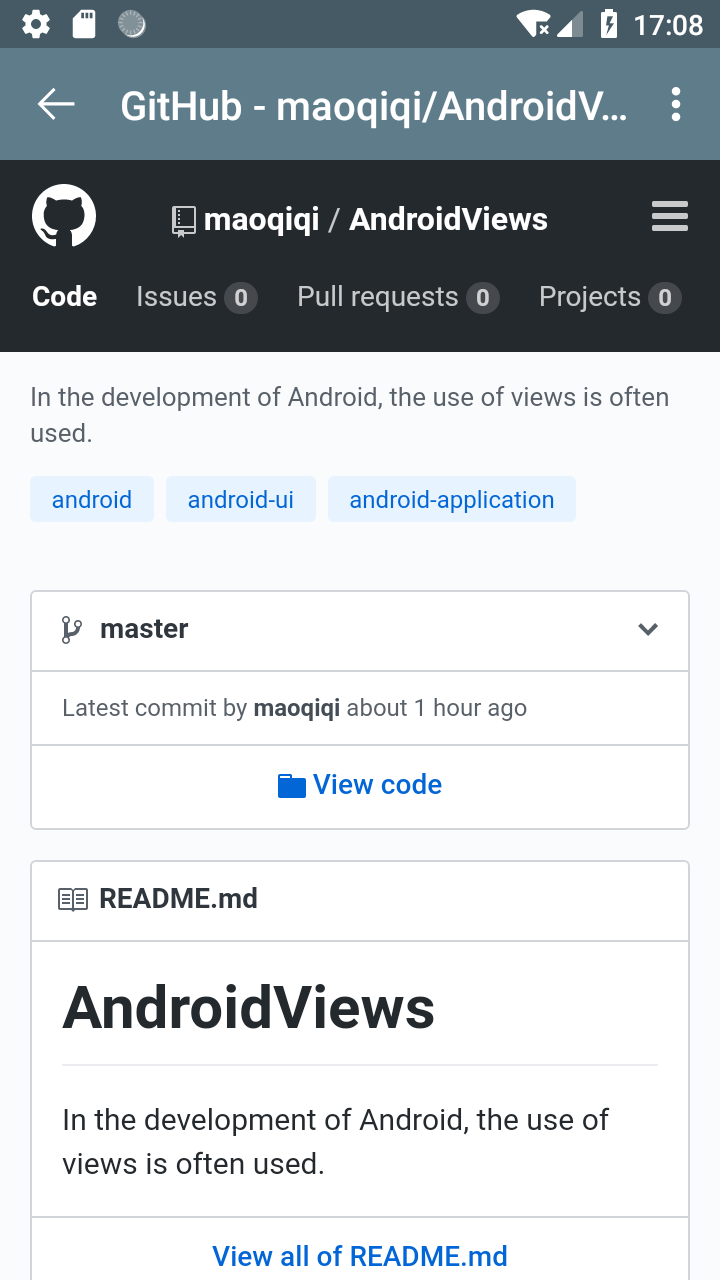 17:08
GitHub - maoqiqi/AndroidV...
maoqiqi / AndroidViews
Code Issues 0 Pull requests 0 Projects 0
In the development of Android, the use of views is often
used.
android android-ui android-application
master
Latest commit by maoqiqi about 1 hour ago
View code
README.md
AndroidViews
In the development of Android, the use of
views is often used.
View all of README.md